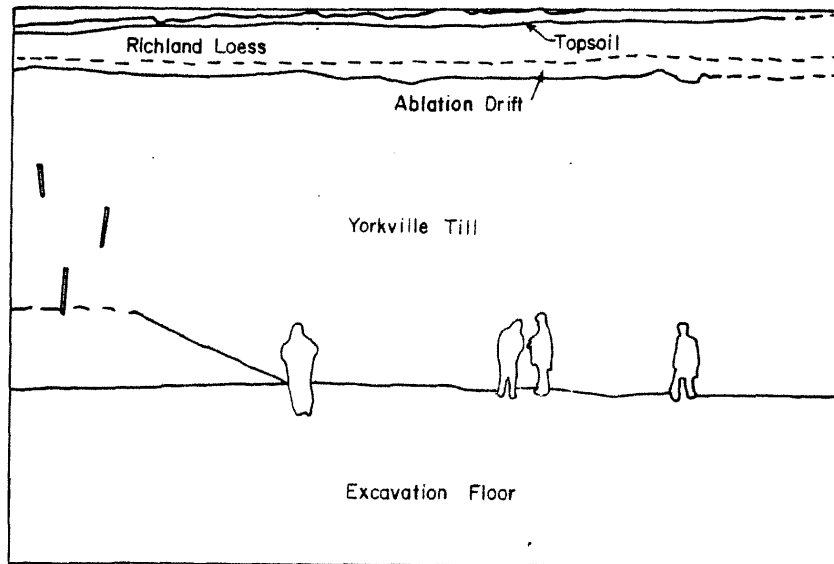 Topsoil
Richland Loess
Ablation Drift
Yorkville Till
Excavation Floor